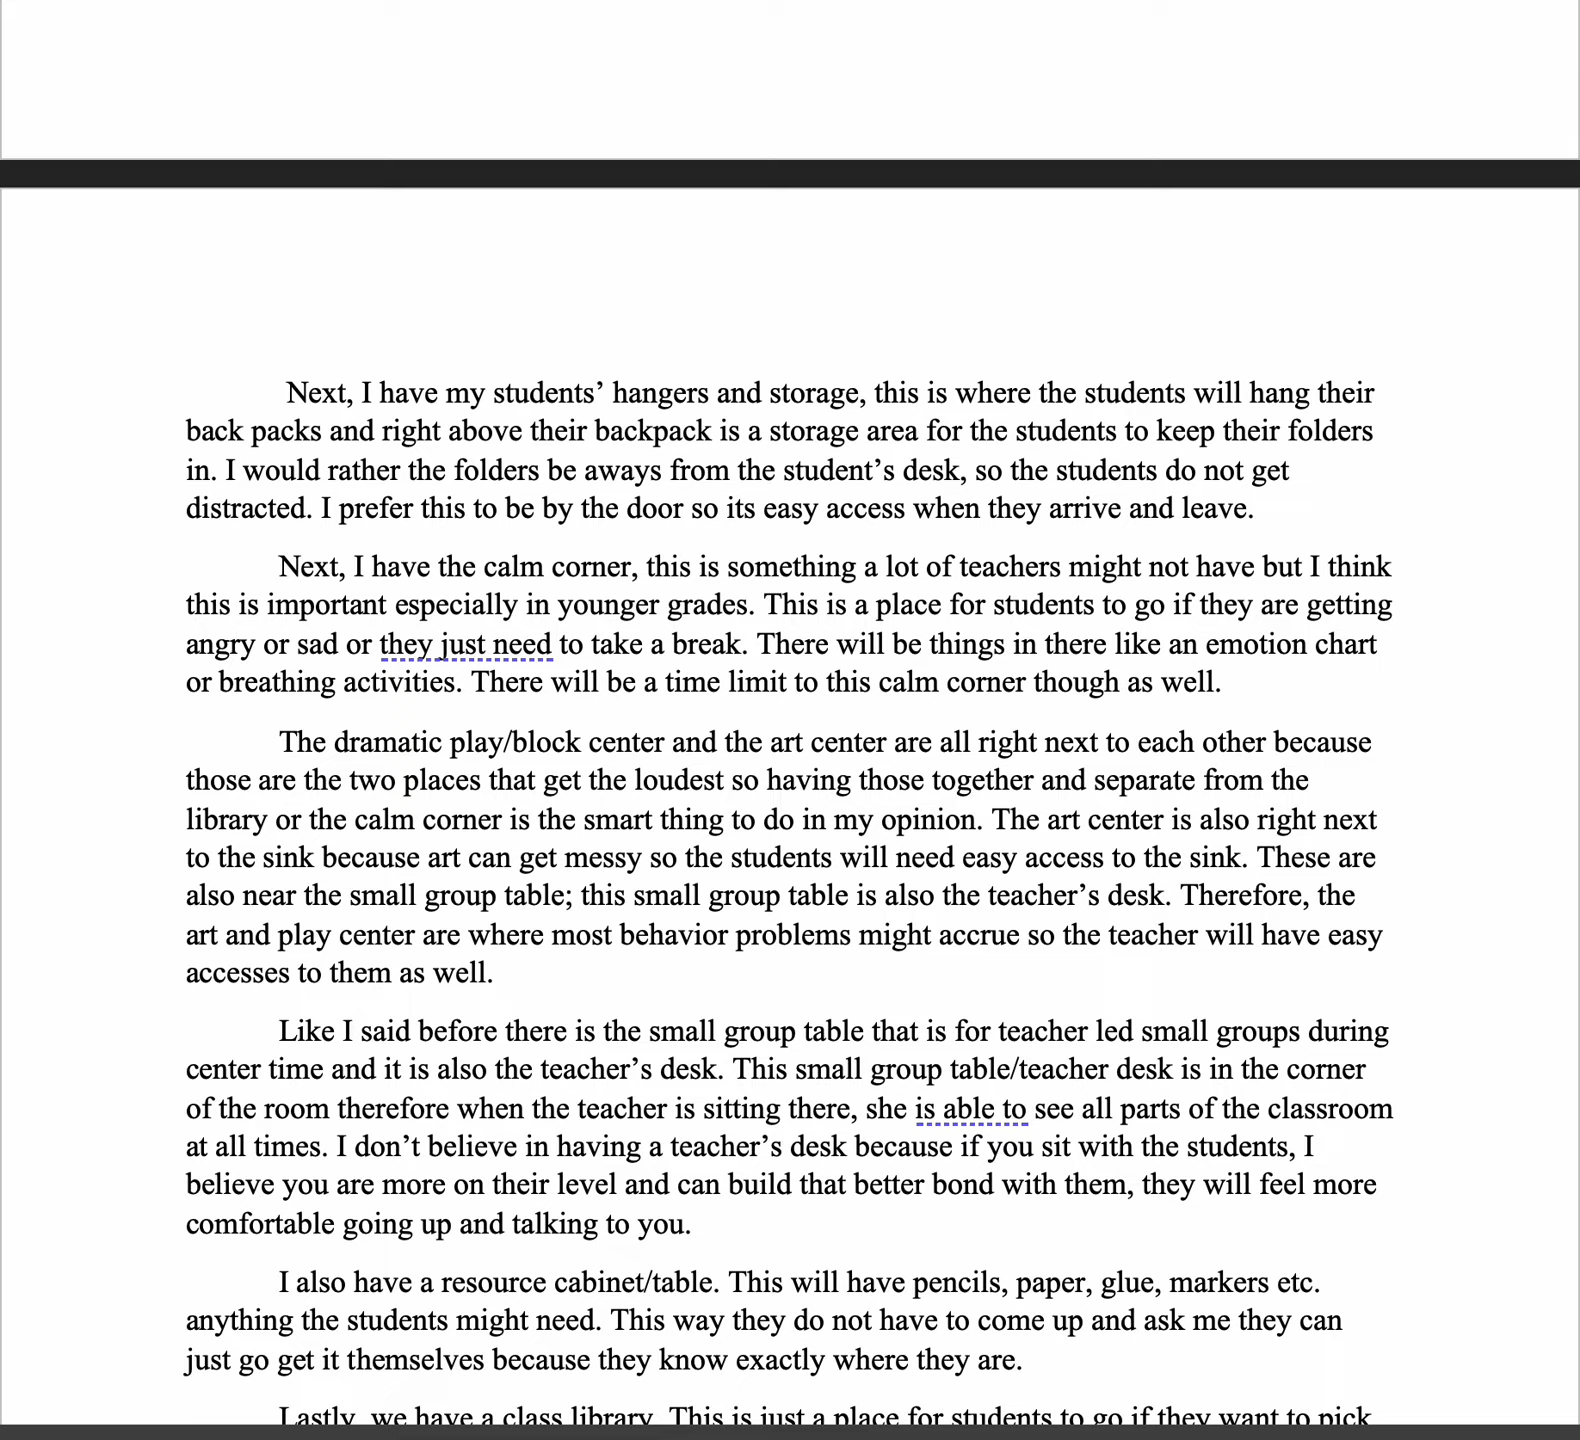 Next, I have my students’ hangers and storage, this is where the students will hang their
back packs and right above their backpack is a storage area for the students to keep their folders
in. I would rather the folders be aways from the student’s desk, so the students do not get
distracted. I prefer this to be by the door so its easy access when they arrive and leave.
Next, I have the calm corner, this is something a lot of teachers might not have but I think
this is important especially in younger grades. This is a place for students to go if they are getting
angry or sad or they just need to take a break. There will be things in there like an emotion chart
or breathing activities. There will be a time limit to this calm corner though as well.
The dramatic play/block center and the art center are all right next to each other because
those are the two places that get the loudest so having those together and separate from the
library or the calm corner is the smart thing to do in my opinion. The art center is also right next
to the sink because art can get messy so the students will need easy access to the sink. These are
also near the small group table; this small group table is also the teacher’s desk. Therefore, the
art and play center are where most behavior problems might accrue so the teacher will have easy
accesses to them as well.
Like I said before there is the small group table that is for teacher led small groups during
center time and it is also the teacher’s desk. This small group table/teacher desk is in the corner
of the room therefore when the teacher is sitting there, she is able to see all parts of the classroom
at all times. I don’t believe in having a teacher’s desk because if you sit with the students, I
believe you are more on their level and can build that better bond with them, they will feel more
comfortable going up and talking to you.
I also have a resource cabinet/table. This will have pencils, paper, glue, markers etc.
anything the students might need. This way they do not have to come up and ask me they can
just go get it themselves because they know exactly where they are.
Lastly, we have a class library. This is just a place for students to go if they want to pick